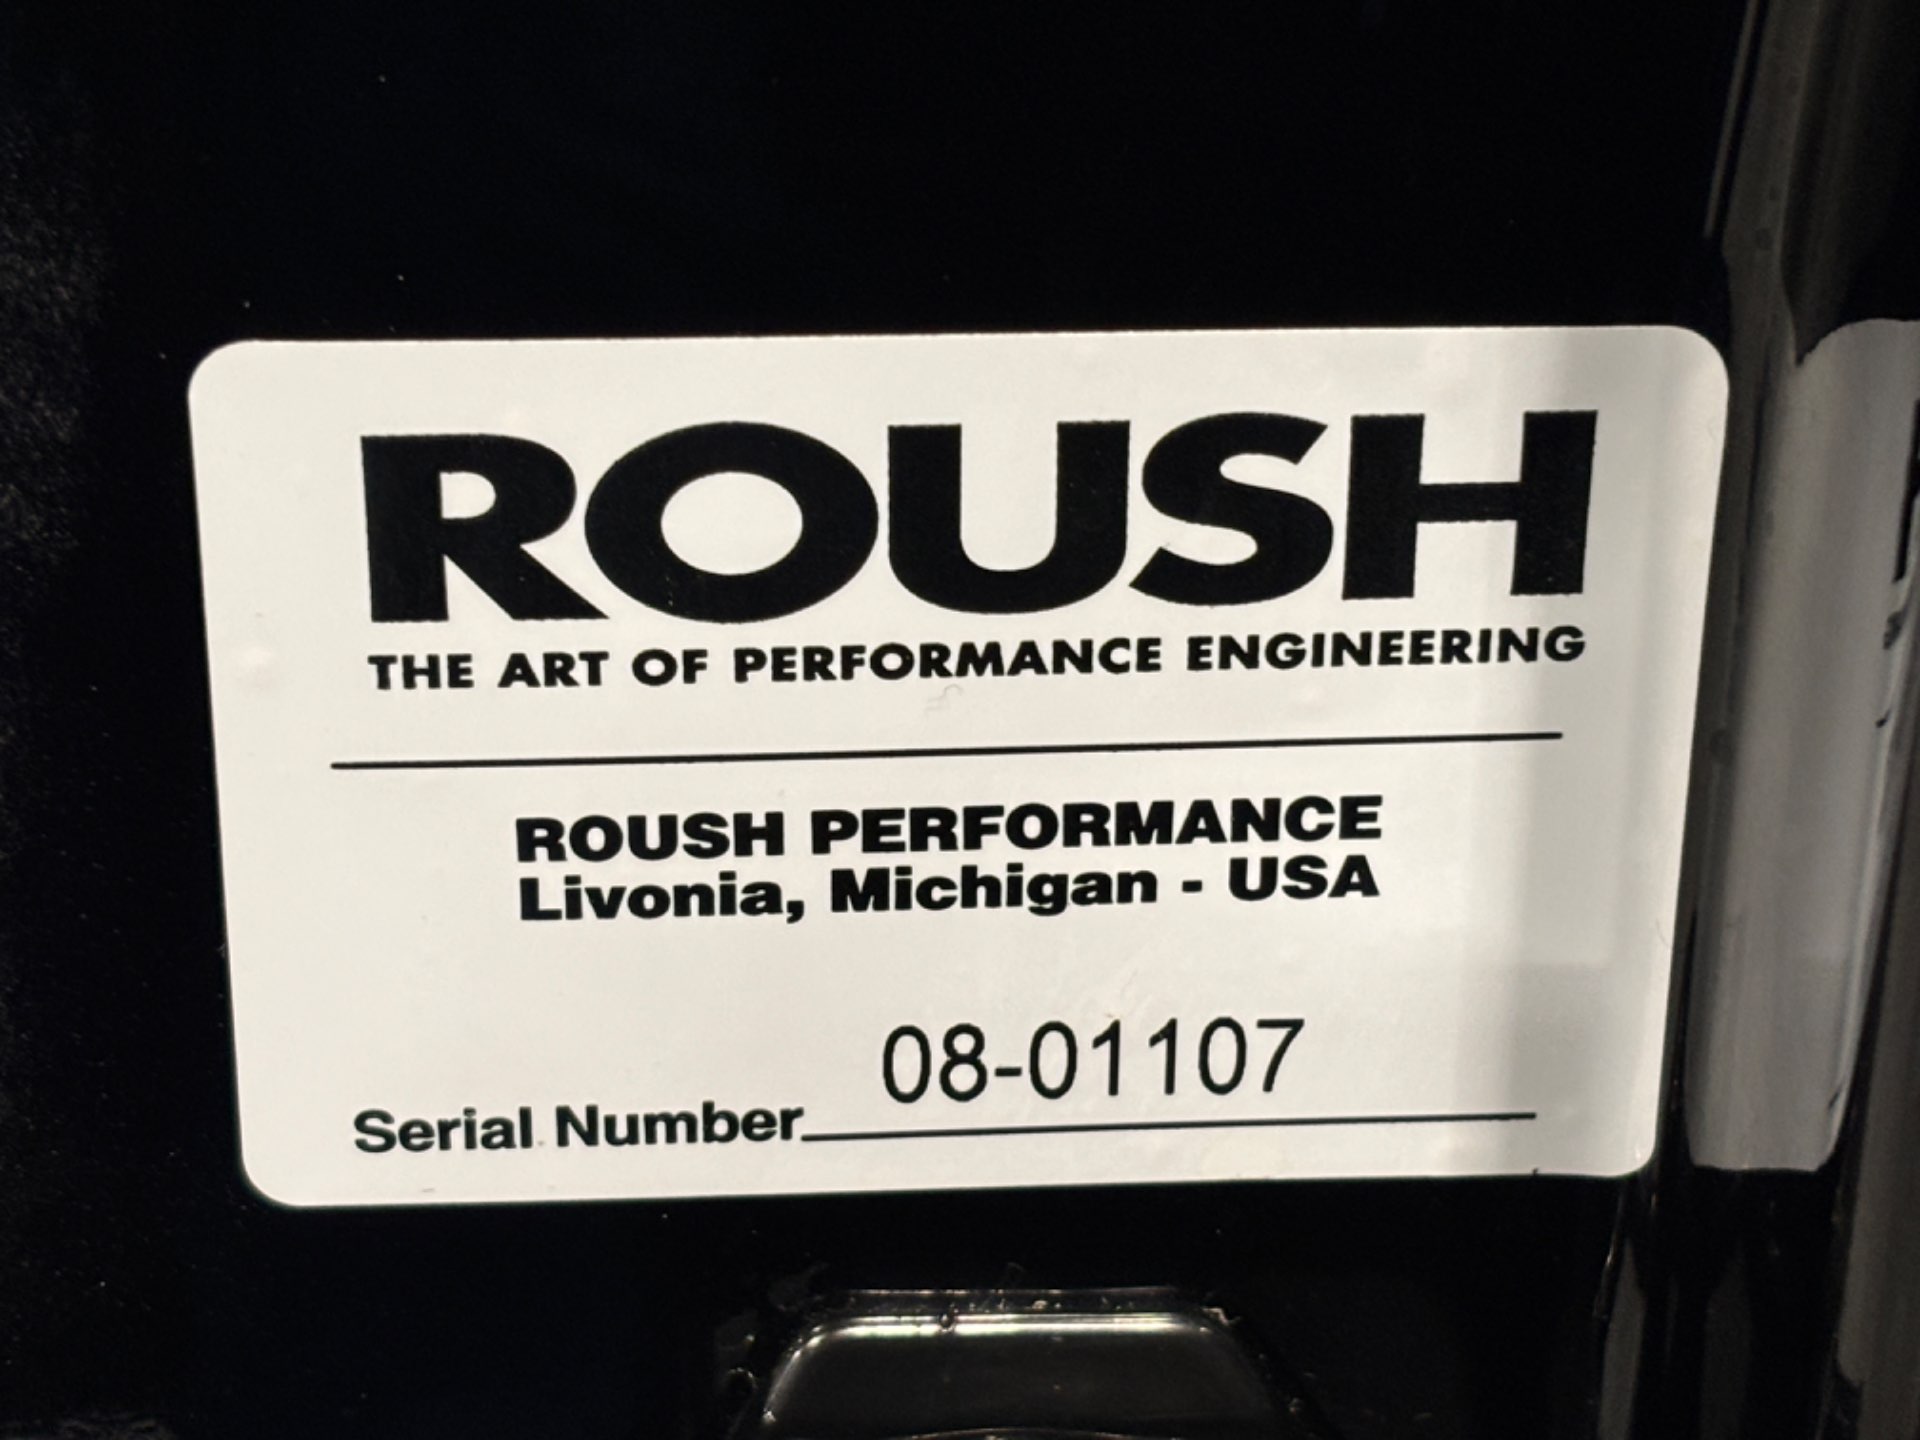 ROUSH
THE ART OF PERFORMANCE ENGINEERING
ROUSH PERFORMANCE
Livonia, Michigan - USA
08-01107
Serial Number